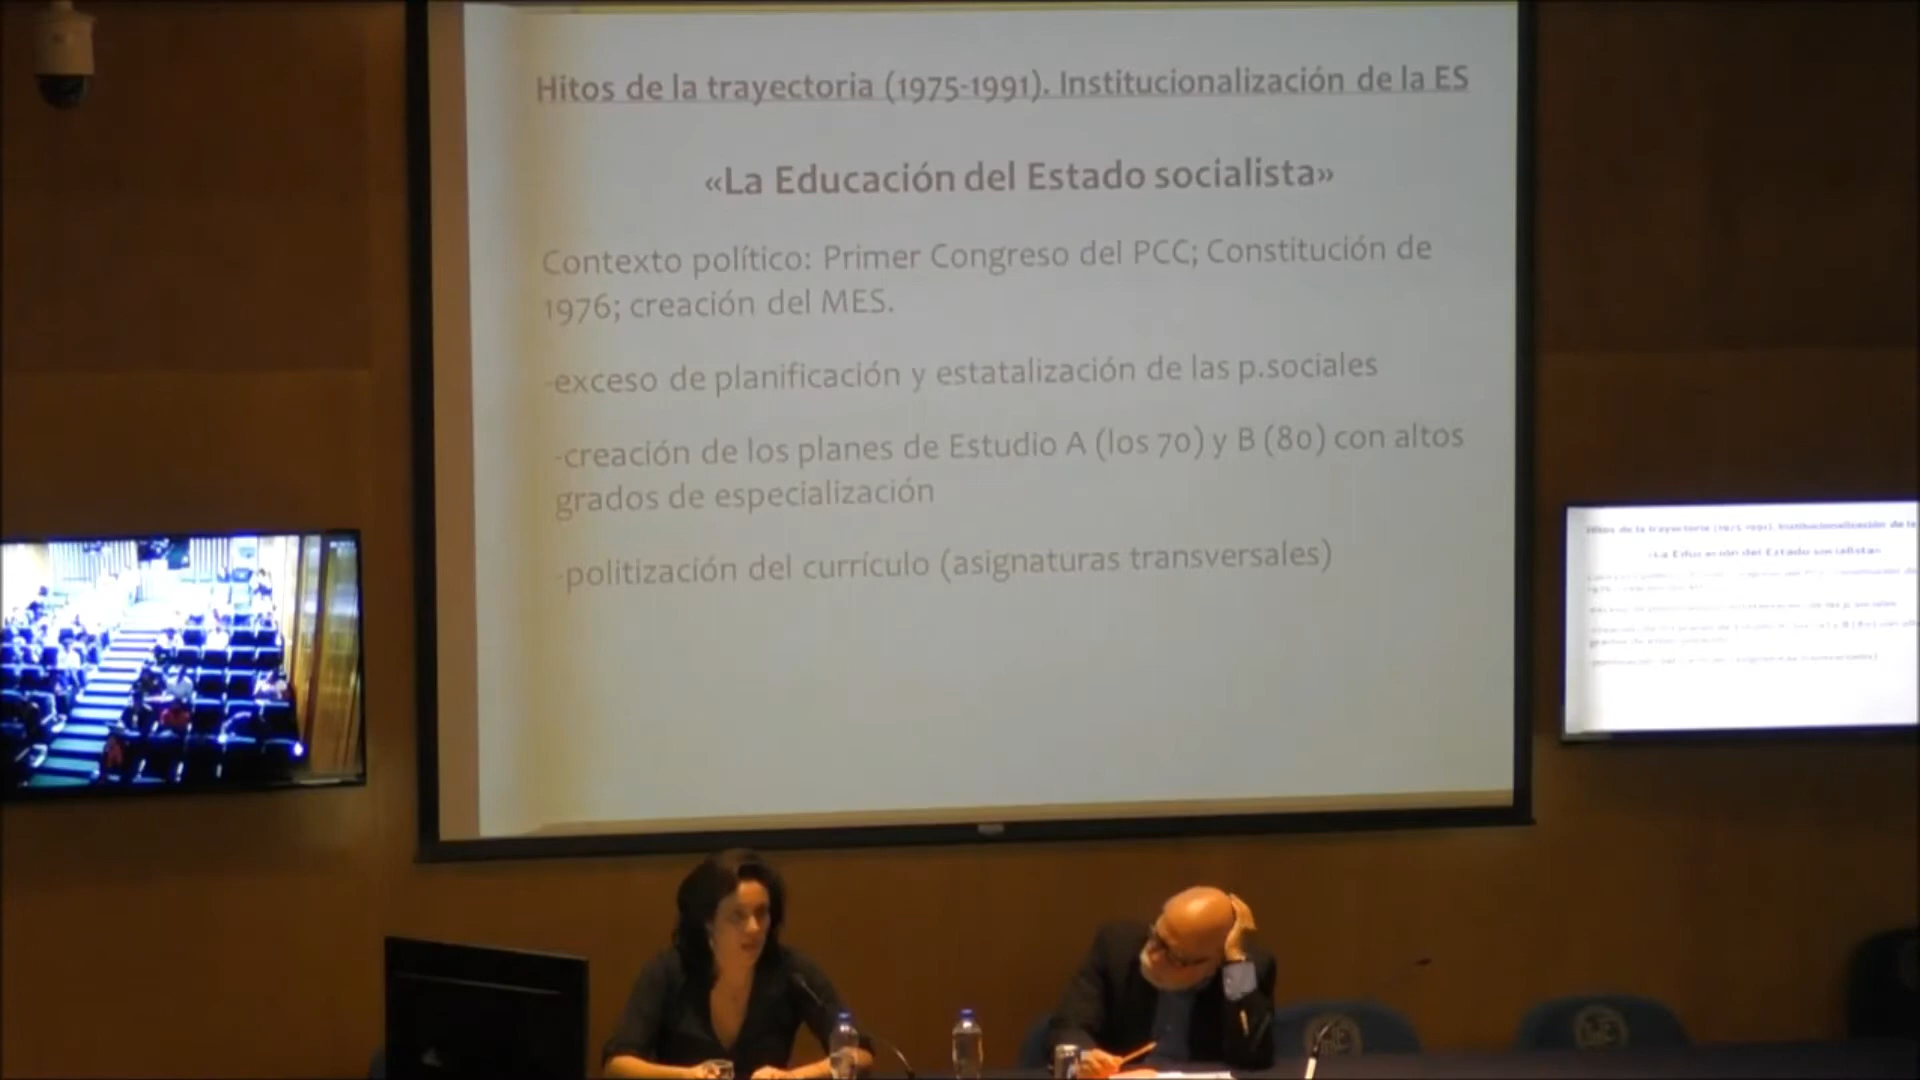 Hitos de la trayectoria (1975-1991). Institucionalización de la ES
«La Educación del Estado socialista»
Contexto político: Primer Congreso del PCC; Constitución de
1976; creación del MES.
-exceso de planificación y estatalización de las p.sociales
-creación de los planes de Estudio A (los 70) y B (80) con altos
grados de especialización
-politización del currículo (asignaturas transversales)